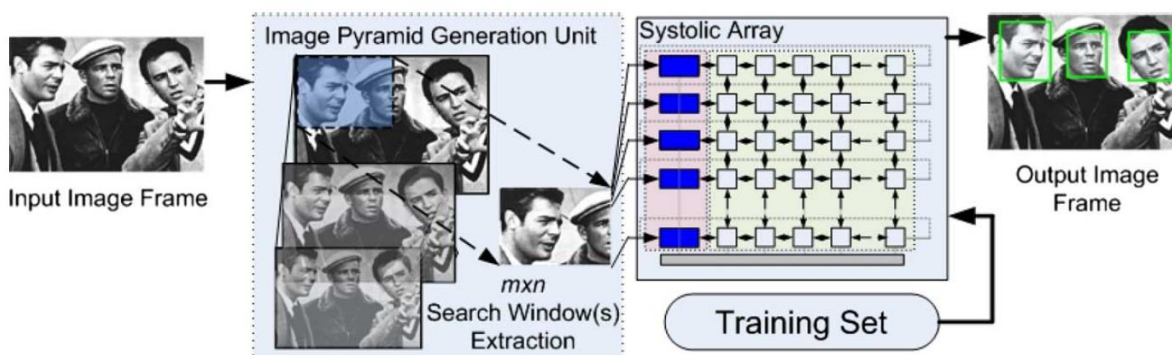 Input Image Frame
Image Pyramid Generation Unit
mxn
Search Window(s)
Extraction
Systolic Array
Training Set
Output Image
Frame